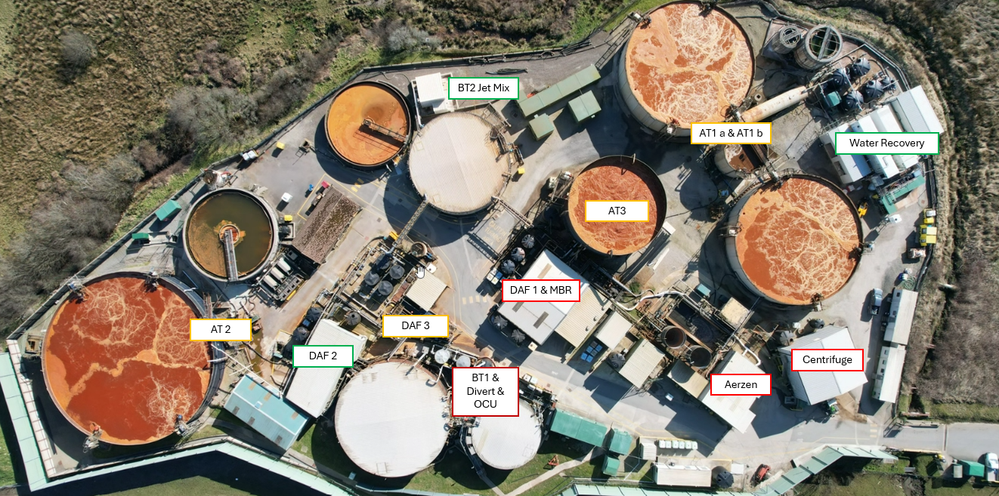 BT2 Jet Mix
AT1 a & AT1 b
Water Recovery
AT3
DAF 1 & MBR
AT 2
DAF 3
DAF 2
Centrifuge
BT1 &
Divert &
OCU
Aerzen